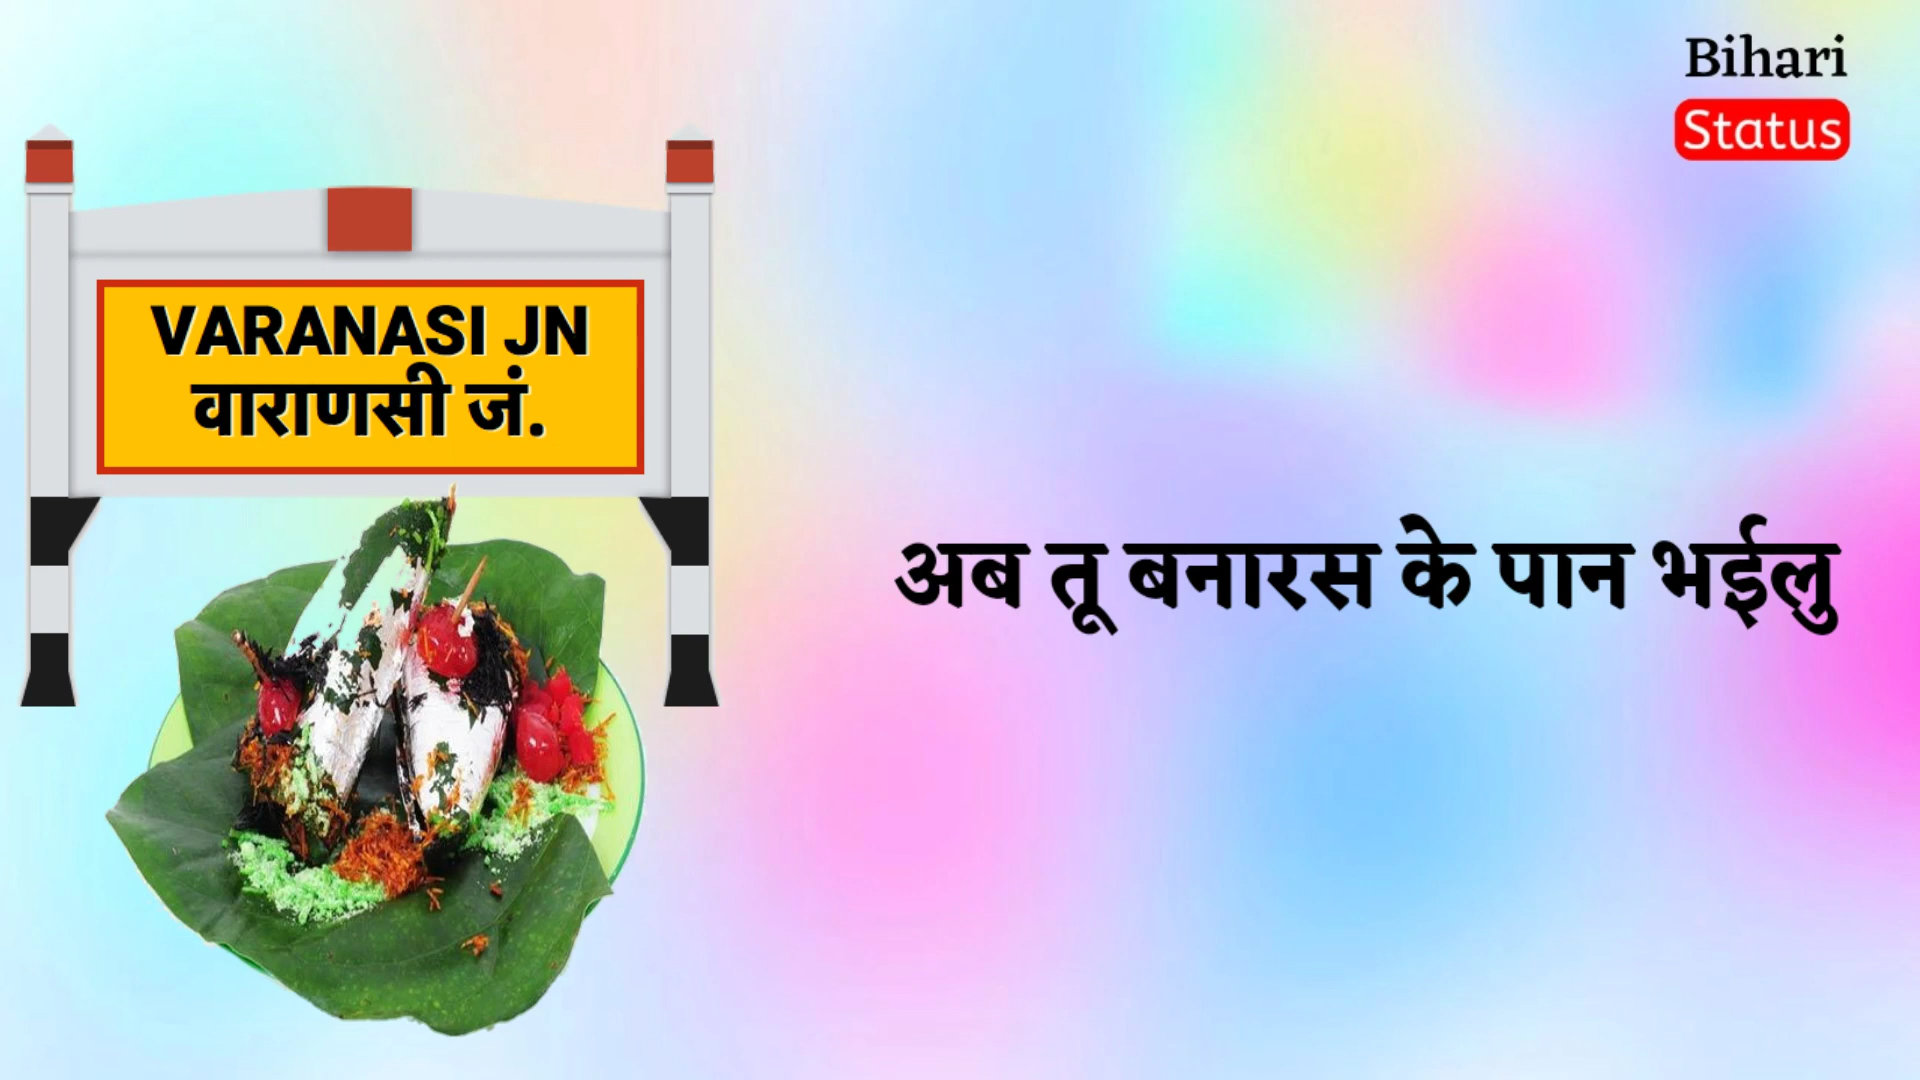 Bihari
Status
VARANASI JN
वाराणसी जं.
अब तू बनारस के पान भईलु